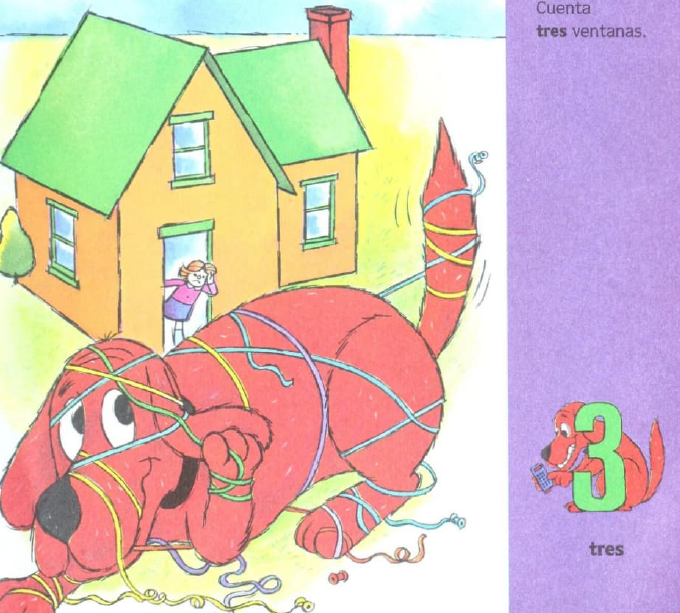 Cuenta
tres ventanas.
3
tres